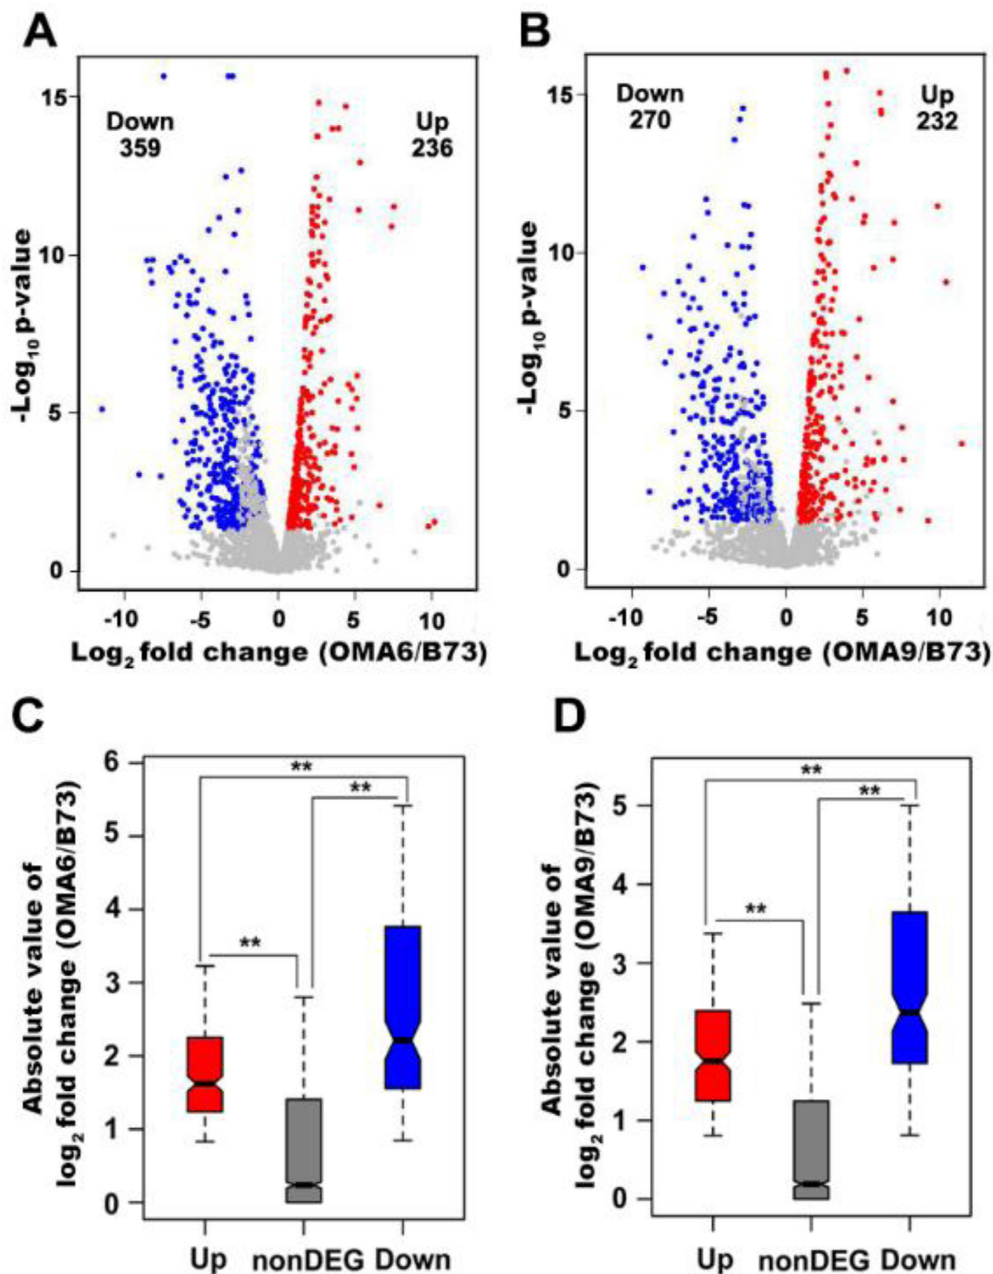 A
B
Down
359
Up
236
Down
270
Up
232
15
10
5
0
-Log10 p-value
-10 -5 0 5 10
Log2 fold change (OMA6/B73)
15
10
5
0
-Log10 p-value
-10 -5 0 5 10
Log2 fold change (OMA9/B73)
C
D
6
5
4
3
2
1
0
Absolute value of
log2 fold change (OMA6/B73)
**
**
**
Up nonDEG Down
5
4
3
2
1
0
Absolute value of
log2 fold change (OMA9/B73)
**
**
**
Up nonDEG Down